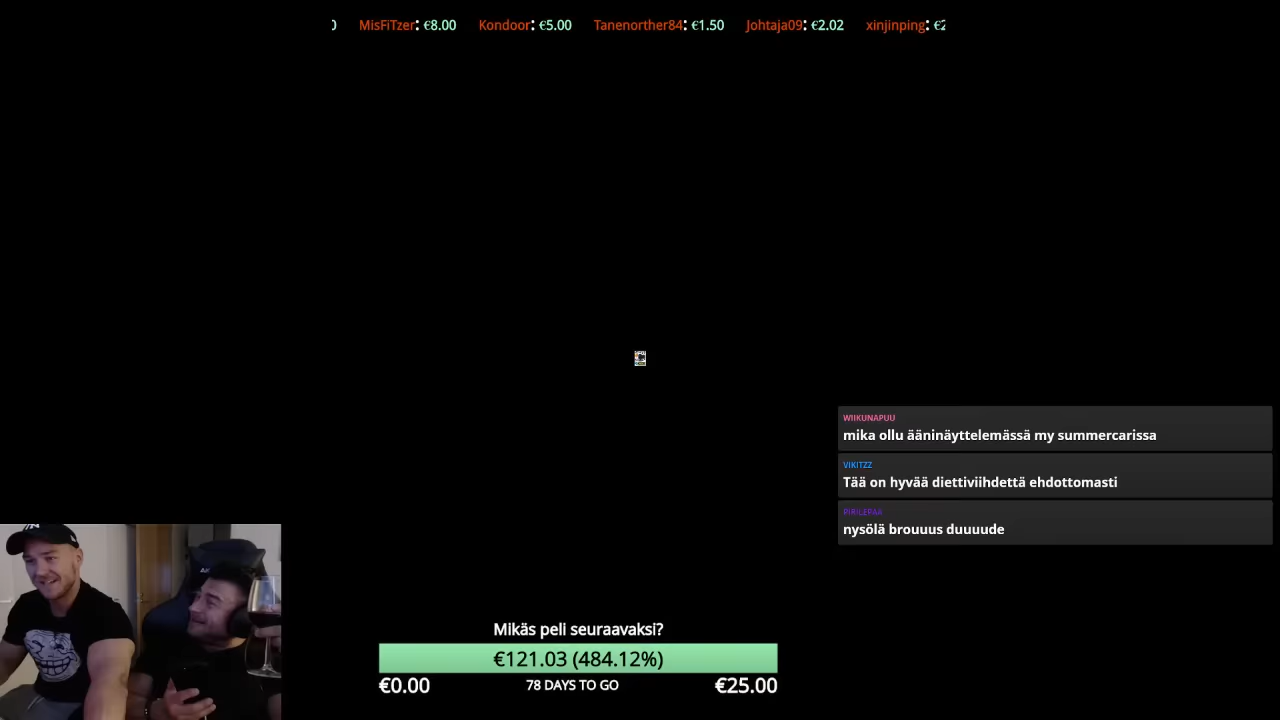 MisFiTzer: €8.00 Kondoor: €5.00 Tanenorther84: €1.50 Johtaja09: €2.02 xinjinping: €2
WIIKUNAPUU
mika ollu ääninäyttelemässä my summercarissa
VIKITZZ
Tää on hyvää diettiviihdettä ehdottomasti
PIKILEPAA
nysölä brouuus duuuude
Mikäs peli seuraavaksi?
€121.03 (484.12%)
€0.00 78 DAYS TO GO €25.00